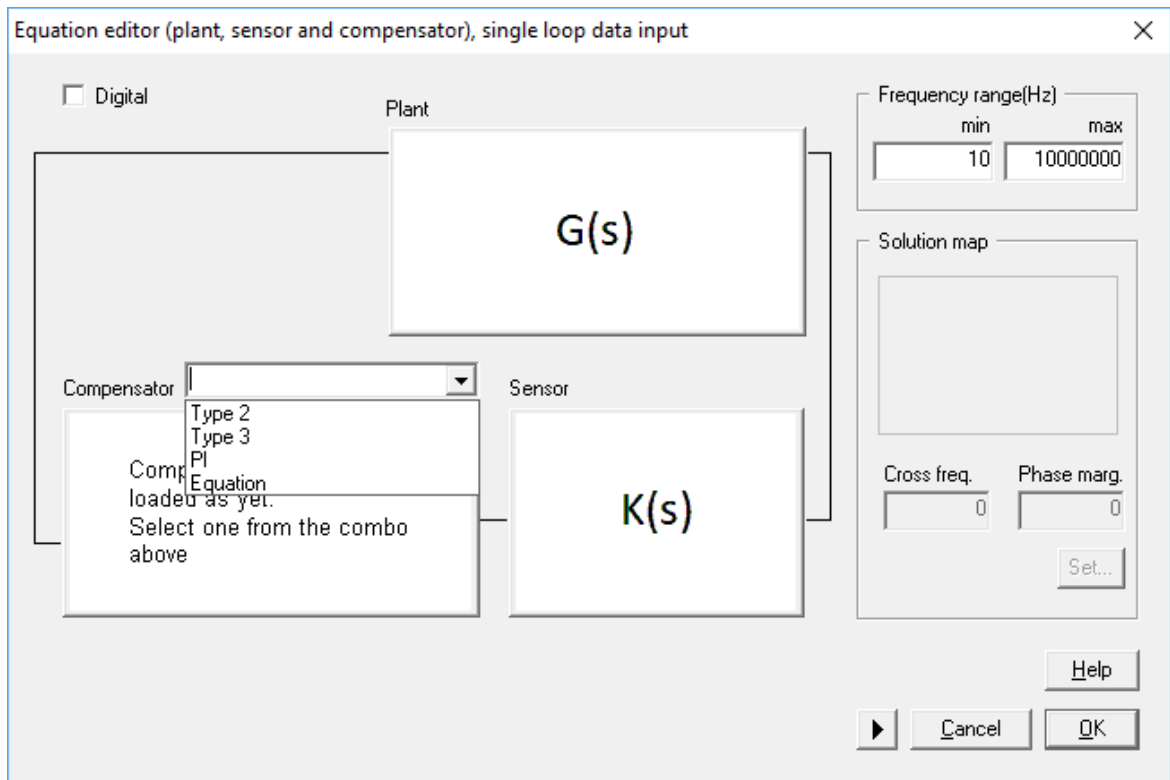 Equation editor (plant, sensor and compensator), single loop data input
Digital
Plant
G(s)
Frequency range(Hz)
min max
10 10000000
Solution map
Compensator
Type 2
Type 3
PI
Equation
Comp
loaded as yet.
Select one from the combo
above
Sensor
K(s)
Cross freq. Phase marg.
0 0
Set...
Help
Cancel OK